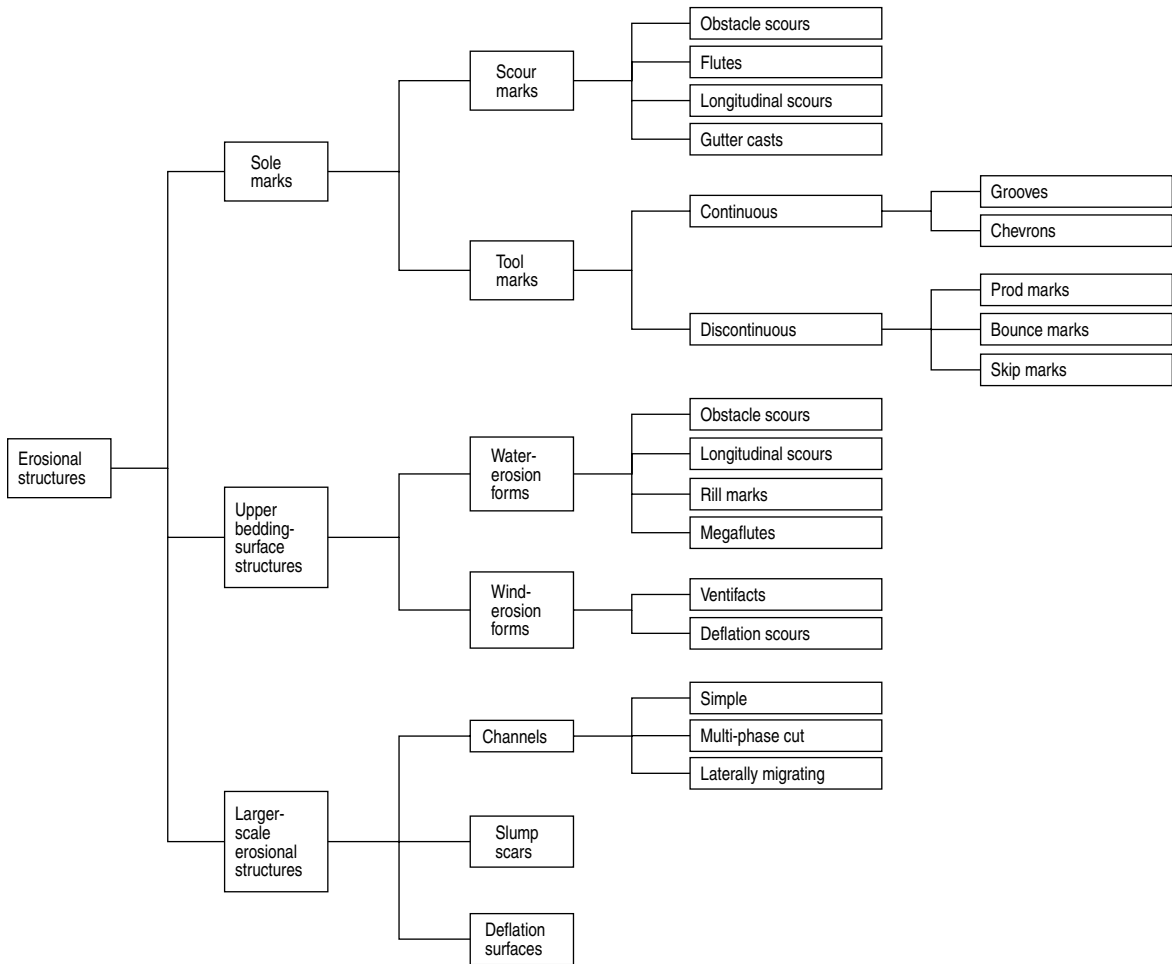 Erosional
structures
Sole
marks
Scour
marks
Obstacle scours
Flutes
Longitudinal scours
Gutter casts
Tool
marks
Continuous
Grooves
Chevrons
Discontinuous
Prod marks
Bounce marks
Skip marks
Upper
bedding-
surface
structures
Water-
erosion
forms
Obstacle scours
Longitudinal scours
Rill marks
Megaflutes
Wind-
erosion
forms
Ventifacts
Deflation scours
Larger-
scale
erosional
structures
Channels
Simple
Multi-phase cut
Laterally migrating
Slump
scars
Deflation
surfaces